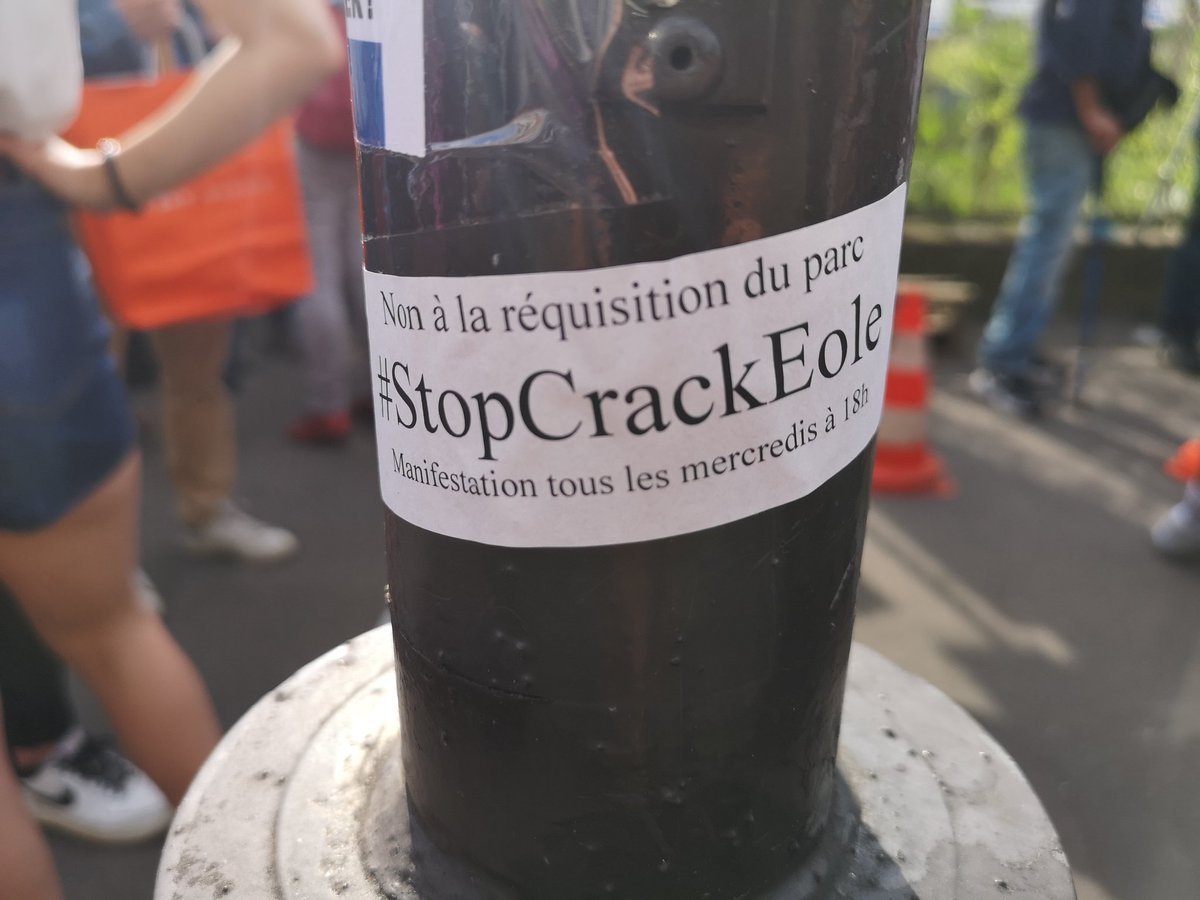 Non à la réquisition du parc
#StopCrackEole
Manifestation tous les mercredis à 18h